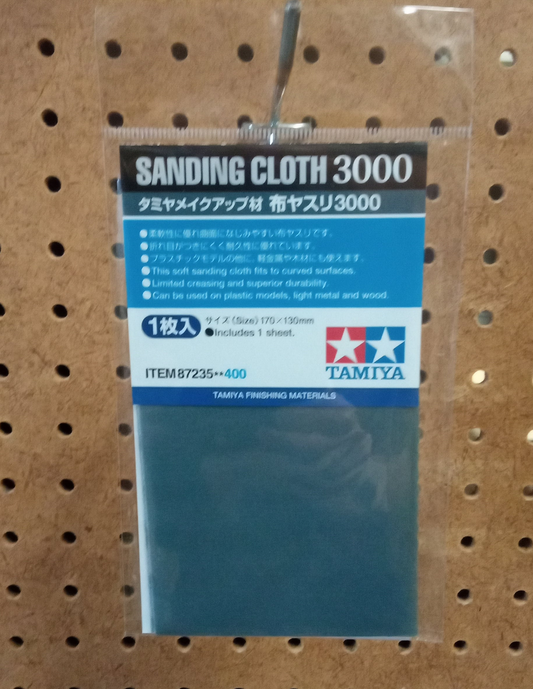 SANDING CLOTH 3000
タミヤメイクアップ材 布ヤスリ3000
●柔軟性に優れ曲面になじみやすい布ヤスリです。
●折れ目がつきにくく耐久性に優れています。
●プラスチックモデルの他に、軽金属や木材にも使えます。
●This soft sanding cloth fits to curved surfaces.
●Limited creasing and superior durability.
●Can be used on plastic models, light metal and wood.
1枚入
サイズ (Size) 170×130mm
●Includes 1 sheet.
ITEM 87235**400
TAMIYA
TAMIYA FINISHING MATERIALS